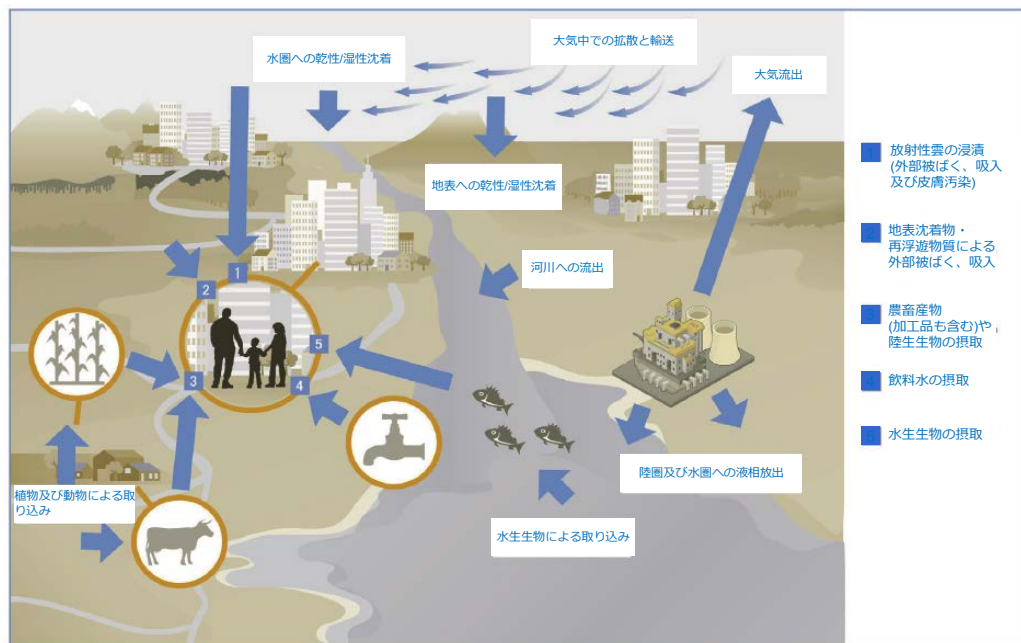 大気中での拡散と輸送
水圏への乾性/湿性沈着
大気流出
地表への乾性/湿性沈着
河川への流出
1
2
3
4
5
植物及び動物による取
り込み
陸圏及び水圏への液相放出
水生生物による取り込み
1 放射性雲の浸漬
(外部被ばく、吸入
及び皮膚汚染)
2 地表沈着物・
再浮遊物質による
外部被ばく、吸入
3 農畜産物
(加工品も含む)や
陸生生物の摂取
4 飲料水の摂取
5 水生生物の摂取